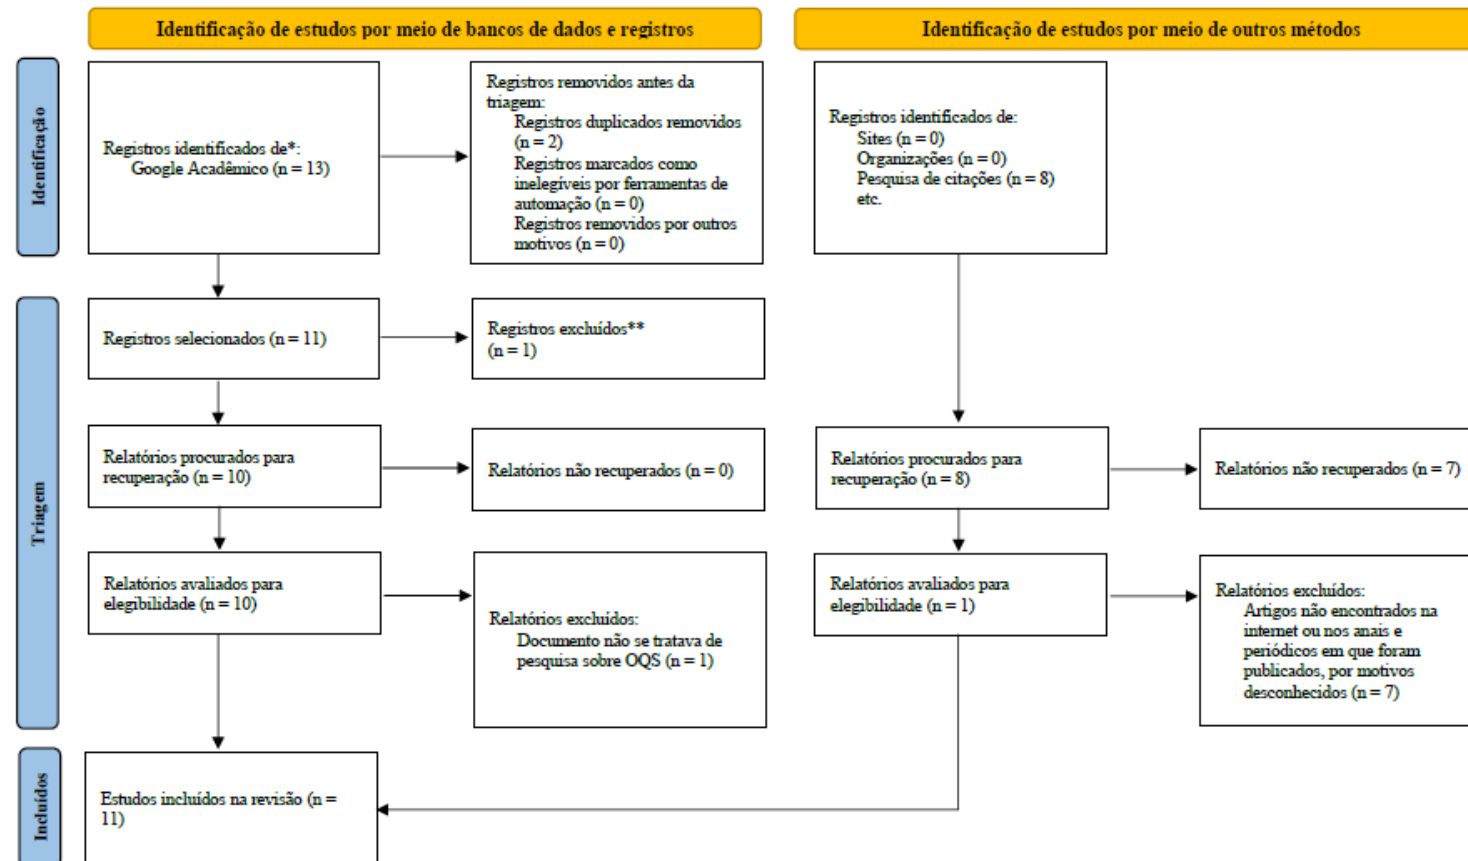 Identificação de estudos por meio de bancos de dados e registros
Identificação de estudos por meio de outros métodos
Identificação
Registros identificados de*:
Google Acadêmico (n = 13)
Registros removidos antes da
triagem:
Registros duplicados removidos
(n = 2)
Registros marcados como
inelegíveis por ferramentas de
automação (n = 0)
Registros removidos por outros
motivos (n = 0)
Registros identificados de:
Sites (n = 0)
Organizações (n = 0)
Pesquisa de citações (n = 8)
etc.
Triagem
Registros selecionados (n = 11)
Registros excluídos**
(n = 1)
Relatórios procurados para
recuperação (n = 10)
Relatórios não recuperados (n = 0)
Relatórios procurados para
recuperação (n = 8)
Relatórios não recuperados (n = 7)
Relatórios avaliados para
elegibilidade (n = 10)
Relatórios excluídos:
Documento não se tratava de
pesquisa sobre OQS (n = 1)
Relatórios avaliados para
elegibilidade (n = 1)
Relatórios excluídos:
Artigos não encontrados na
internet ou nos anais e
periódicos em que foram
publicados, por motivos
desconhecidos (n = 7)
Incluídos
Estudos incluídos na revisão (n =
11)